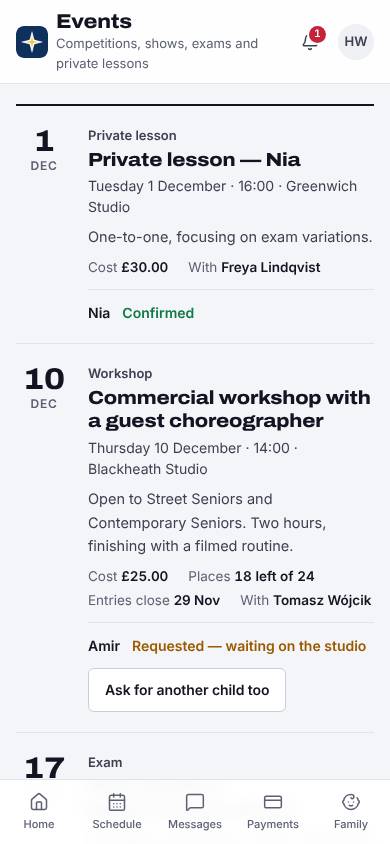 Events
Competitions, shows, exams and
private lessons
1
HW
1
DEC
Private lesson
Private lesson — Nia
Tuesday 1 December · 16:00 · Greenwich
Studio
One-to-one, focusing on exam variations.
Cost £30.00 With Freya Lindqvist
Nia Confirmed
10
DEC
Workshop
Commercial workshop with
a guest choreographer
Thursday 10 December · 14:00 ·
Blackheath Studio
Open to Street Seniors and
Contemporary Seniors. Two hours,
finishing with a filmed routine.
Cost £25.00 Places 18 left of 24
Entries close 29 Nov With Tomasz Wójcik
Amir Requested — waiting on the studio
Ask for another child too
17
Exam
Home Schedule Messages Payments Family